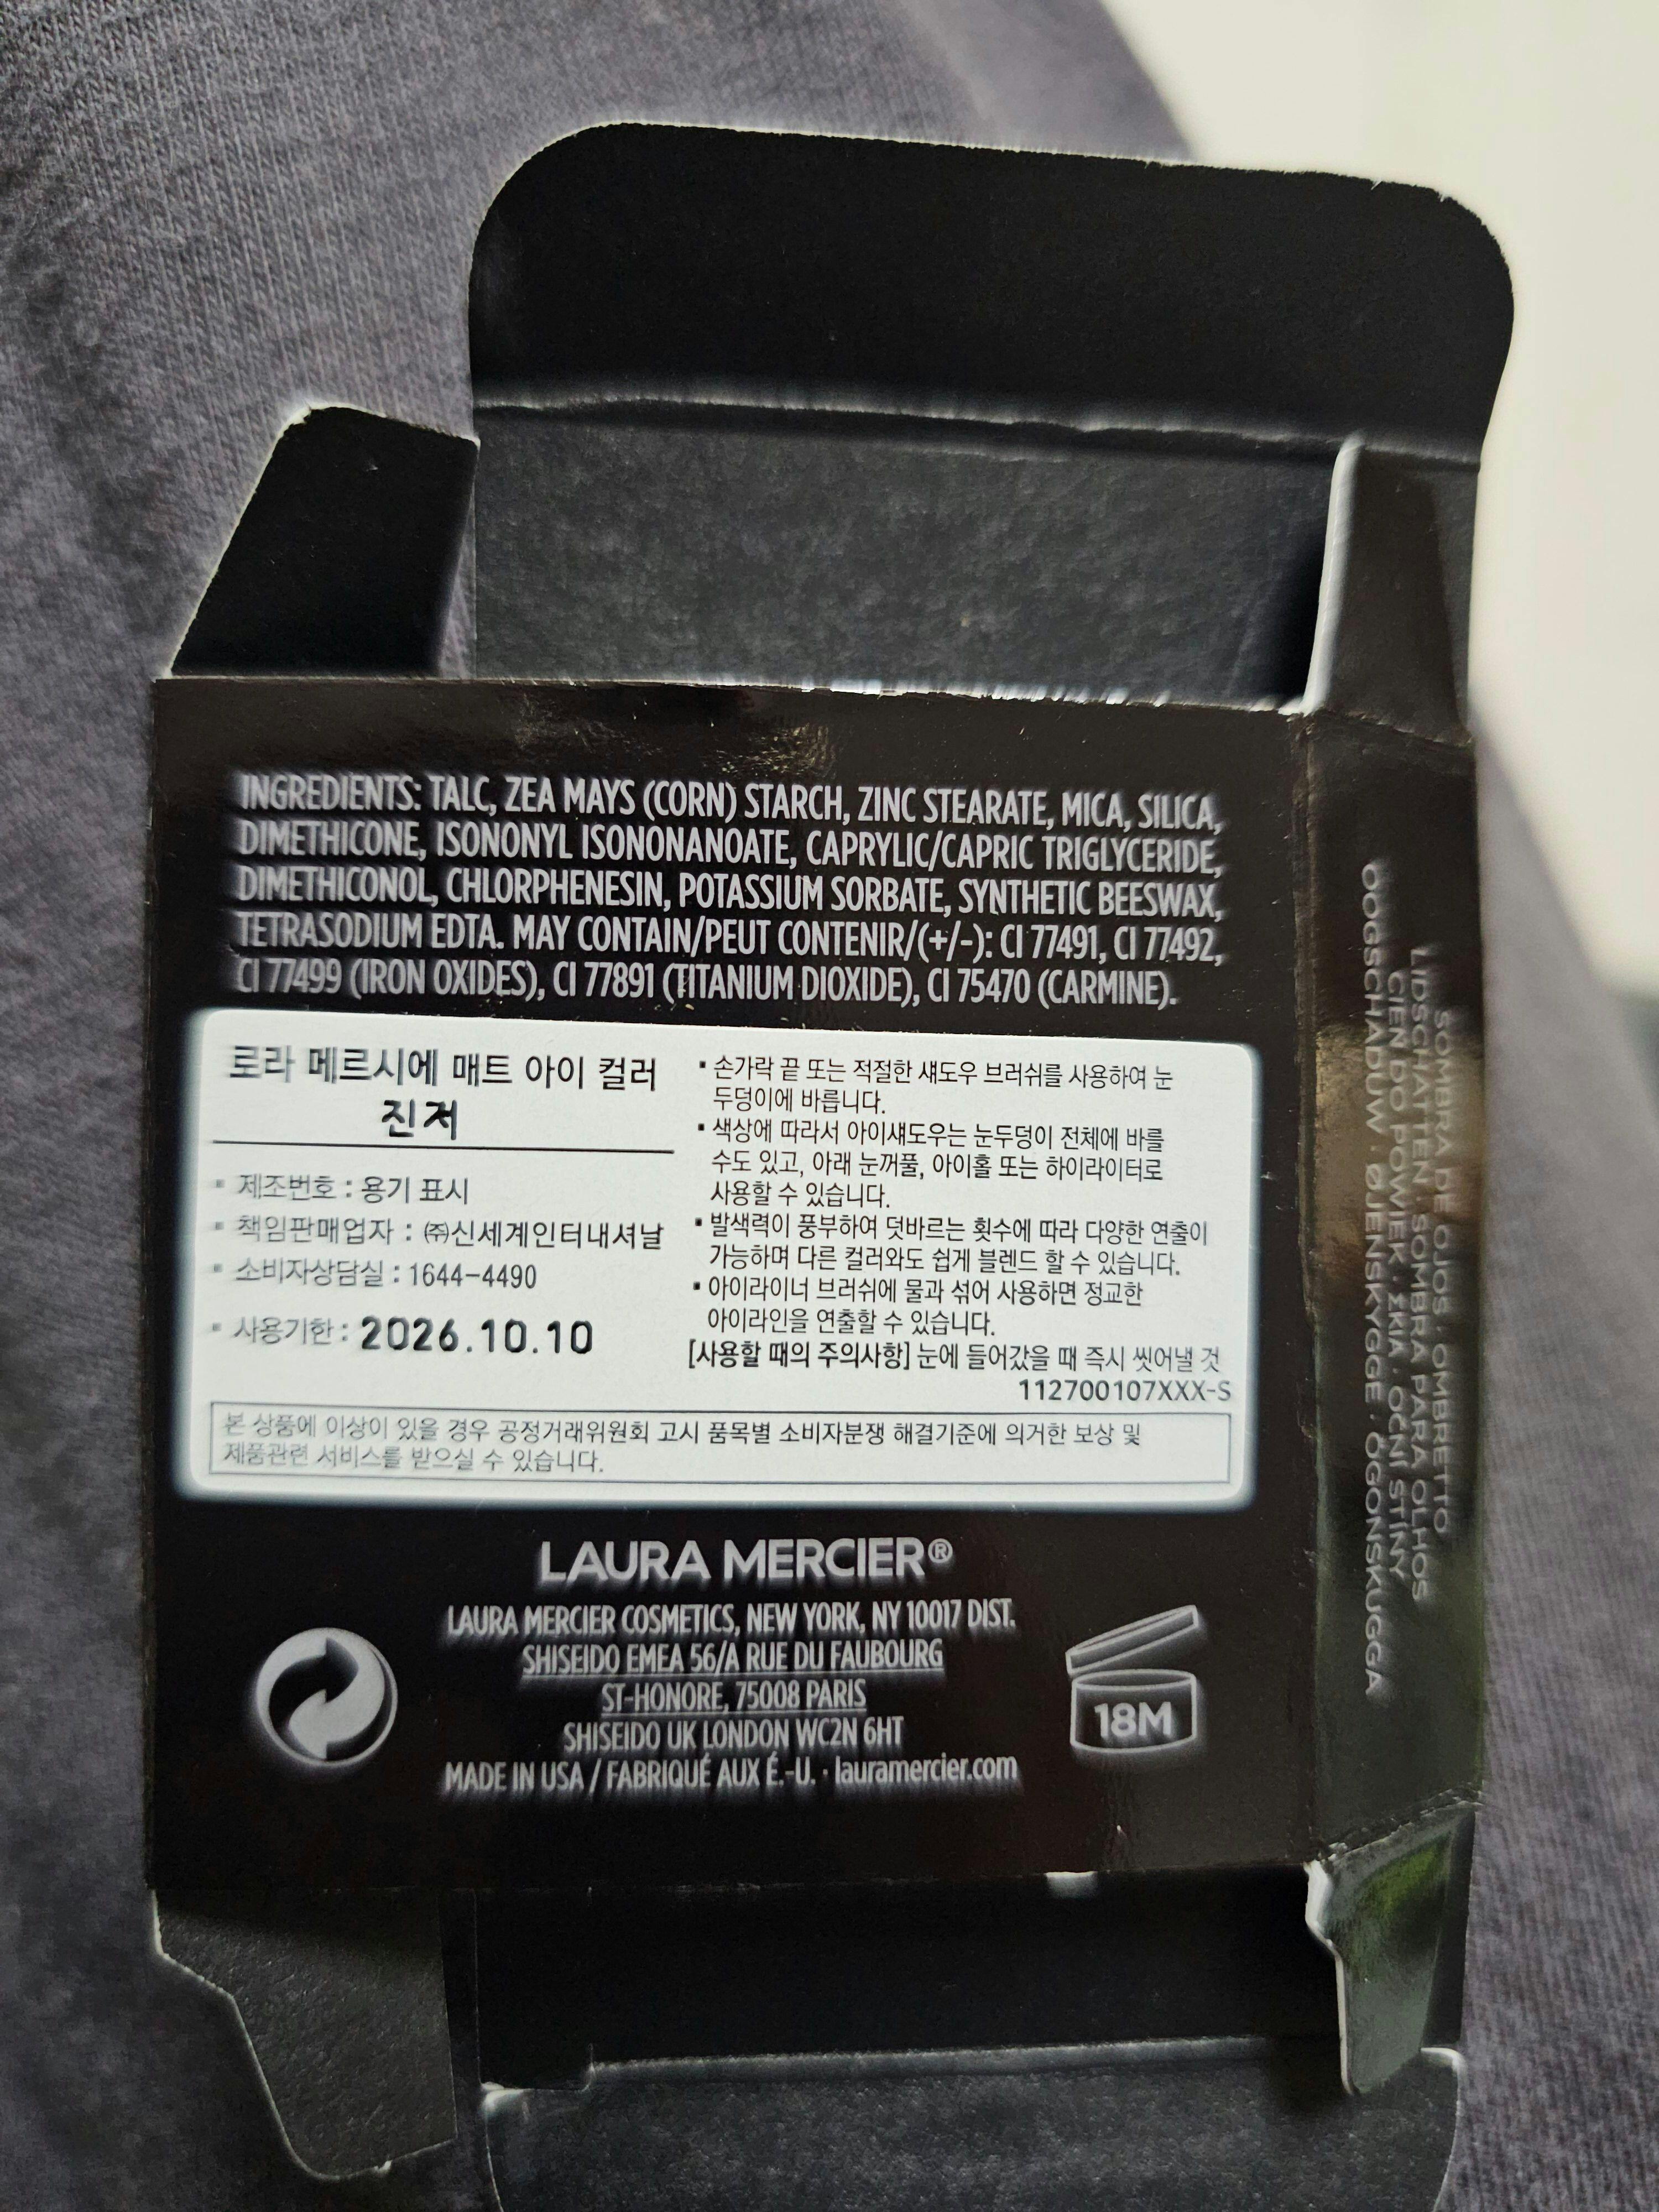 INGREDIENTS: TALC, ZEA MAYS (CORN) STARCH, ZINC STEARATE, MICA, SILICA,
DIMETHICONE, ISONONYL ISONONANOATE, CAPRYLIC/CAPRIC TRIGLYCERIDE,
DIMETHICONOL, CHLORPHENESIN, POTASSIUM SORBATE, SYNTHETIC BEESWAX,
TETRASODIUM EDTA. MAY CONTAIN/PEUT CONTENIR/(+/-): CI 77491, CI 77492,
CI 77499 (IRON OXIDES), CI 77891 (TITANIUM DIOXIDE), CI 75470 (CARMINE).
로라 메르시에 매트 아이 컬러
진저
▪ 제조번호 : 용기 표시
▪ 책임판매업자 : ㈜신세계인터내셔날
▪ 소비자상담실 : 1644-4490
▪ 사용기한 : 2026.10.10
▪ 손가락 끝 또는 적절한 섀도우 브러쉬를 사용하여 눈
두덩이에 바릅니다.
▪ 색상에 따라서 아이섀도우는 눈두덩이 전체에 바를
수도 있고, 아래 눈꺼풀, 아이홀 또는 하이라이터로
사용할 수 있습니다.
▪ 발색력이 풍부하여 덧바르는 횟수에 따라 다양한 연출이
가능하며 다른 컬러와도 쉽게 블렌드 할 수 있습니다.
▪ 아이라이너 브러쉬에 물과 섞어 사용하면 정교한
아이라인을 연출할 수 있습니다.
[사용할 때의 주의사항] 눈에 들어갔을 때 즉시 씻어낼 것
112700107XXX-S
본 상품에 이상이 있을 경우 공정거래위원회 고시 품목별 소비자분쟁 해결기준에 의거한 보상 및
제품관련 서비스를 받으실 수 있습니다.
LAURA MERCIER®
LAURA MERCIER COSMETICS, NEW YORK, NY 10017 DIST.
SHISEIDO EMEA 56/A RUE DU FAUBOURG
ST-HONORE, 75008 PARIS
SHISEIDO UK LONDON WC2N 6HT
MADE IN USA / FABRIQUÉ AUX É.-U. · lauramercier.com
18M
SOMBRA DE OJOS · OMBRETTO
LIDSCHATTEN · SOMBRA PARA OLHOS
CIEŃ DO POWIEK · ΣΚΙΑ · OČNÍ STÍNY
OOGSCHADUW · ØJENSKYGGE · ÖGONSKUGGA